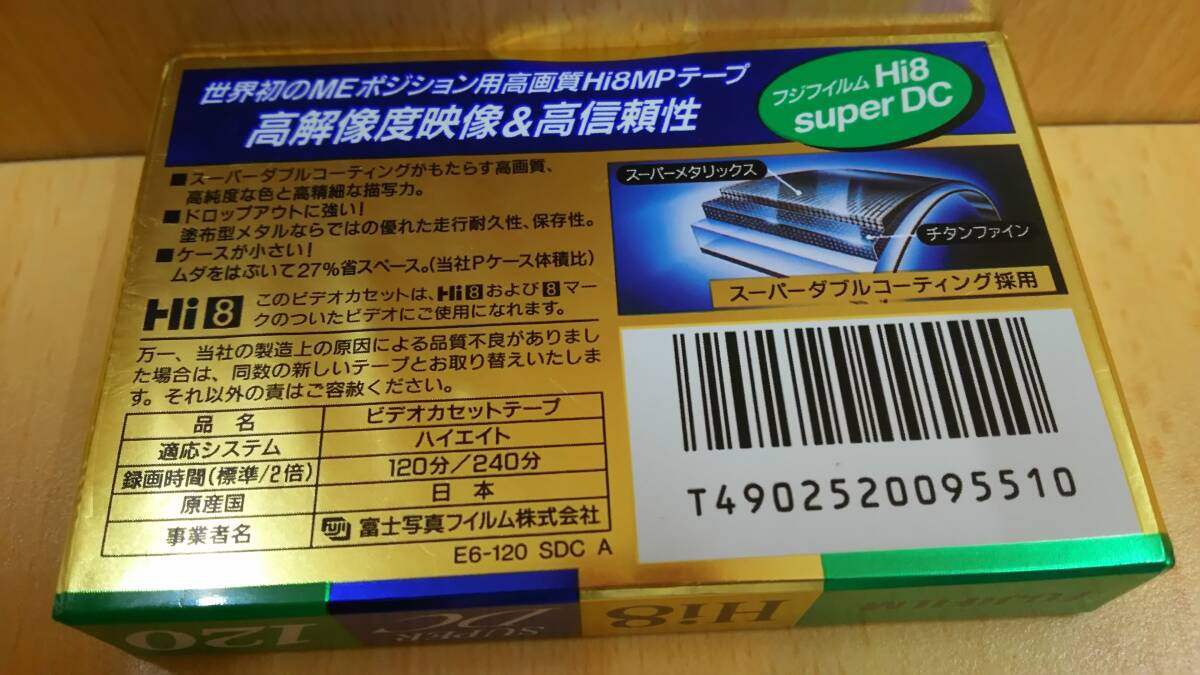 世界初のMEポジション用高画質Hi8MPテープ
高解像度映像&高信頼性
フジフイルム Hi8
super DC
■スーパーダブルコーティングがもたらす高画質、
高純度な色と高精細な描写力。
■ドロップアウトに強い!
塗布型メタルならではの優れた走行耐久性、保存性。
■ケースが小さい!
ムダをはぶいて27%省スペース。(当社Pケース体積比)
スーパーメタリックス
チタンファイン
スーパーダブルコーティング採用
Hi8 このビデオカセットは、Hi8および8マー
クのついたビデオにご使用になれます。
万一、当社の製造上の原因による品質不良がありまし
た場合は、同数の新しいテープとお取り替えいたしま
す。それ以外の責はご容赦ください。
品名 ビデオカセットテープ
適応システム ハイエイト
録画時間(標準/2倍) 120分/240分
原産国 日本
事業者名 FUJI 富士写真フイルム株式会社
E6-120 SDC A
T4902520095510
120
SUPER
DC
Hi8
FUJIFILM